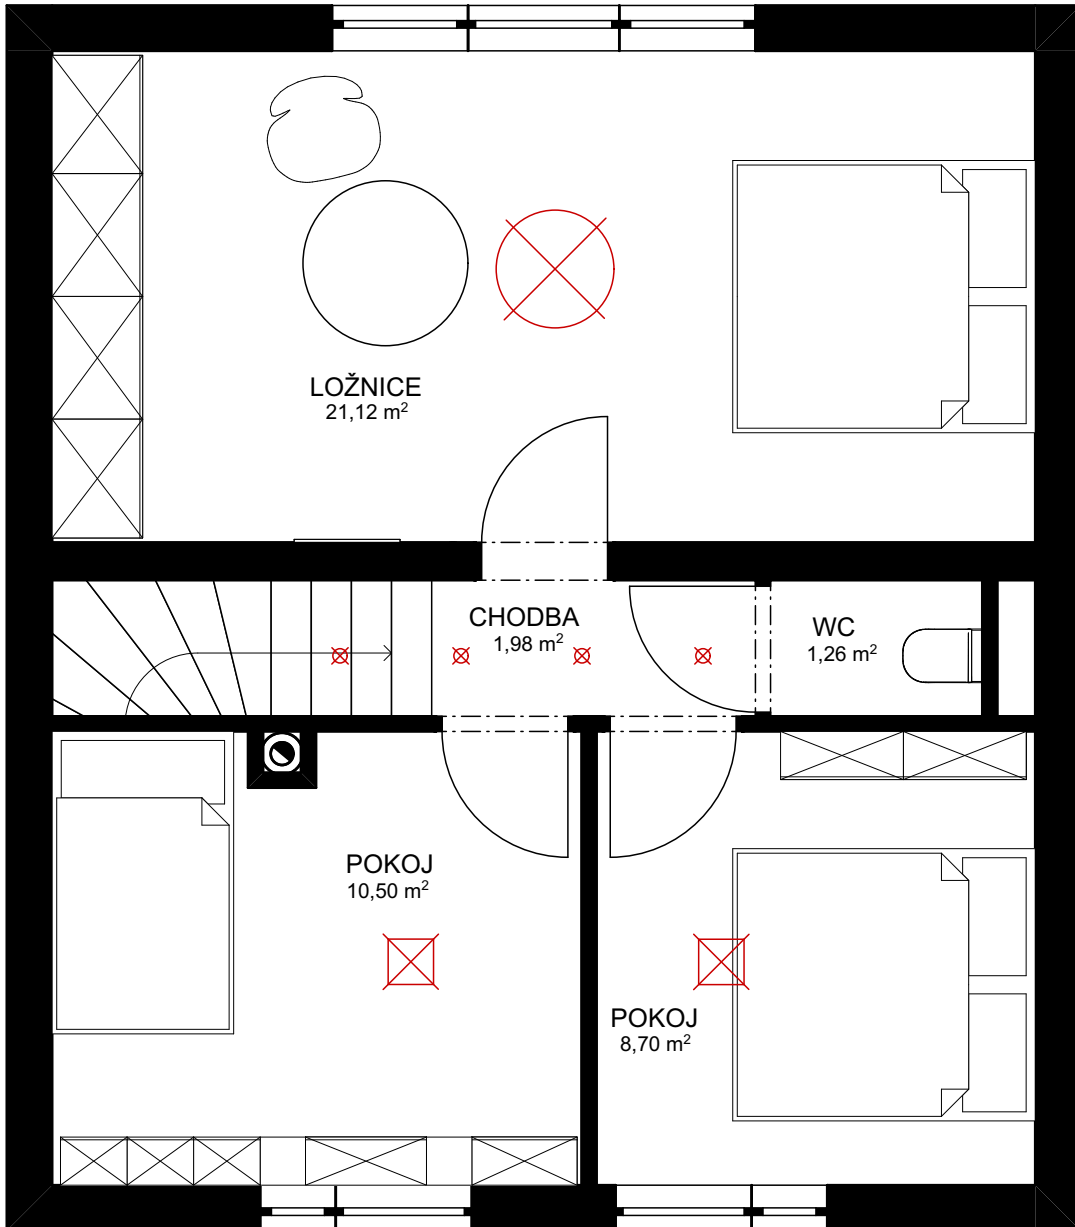 LOŽNICE
21,12 m²
CHODBA
1,98 m²
WC
1,26 m²
POKOJ
10,50 m²
POKOJ
8,70 m²